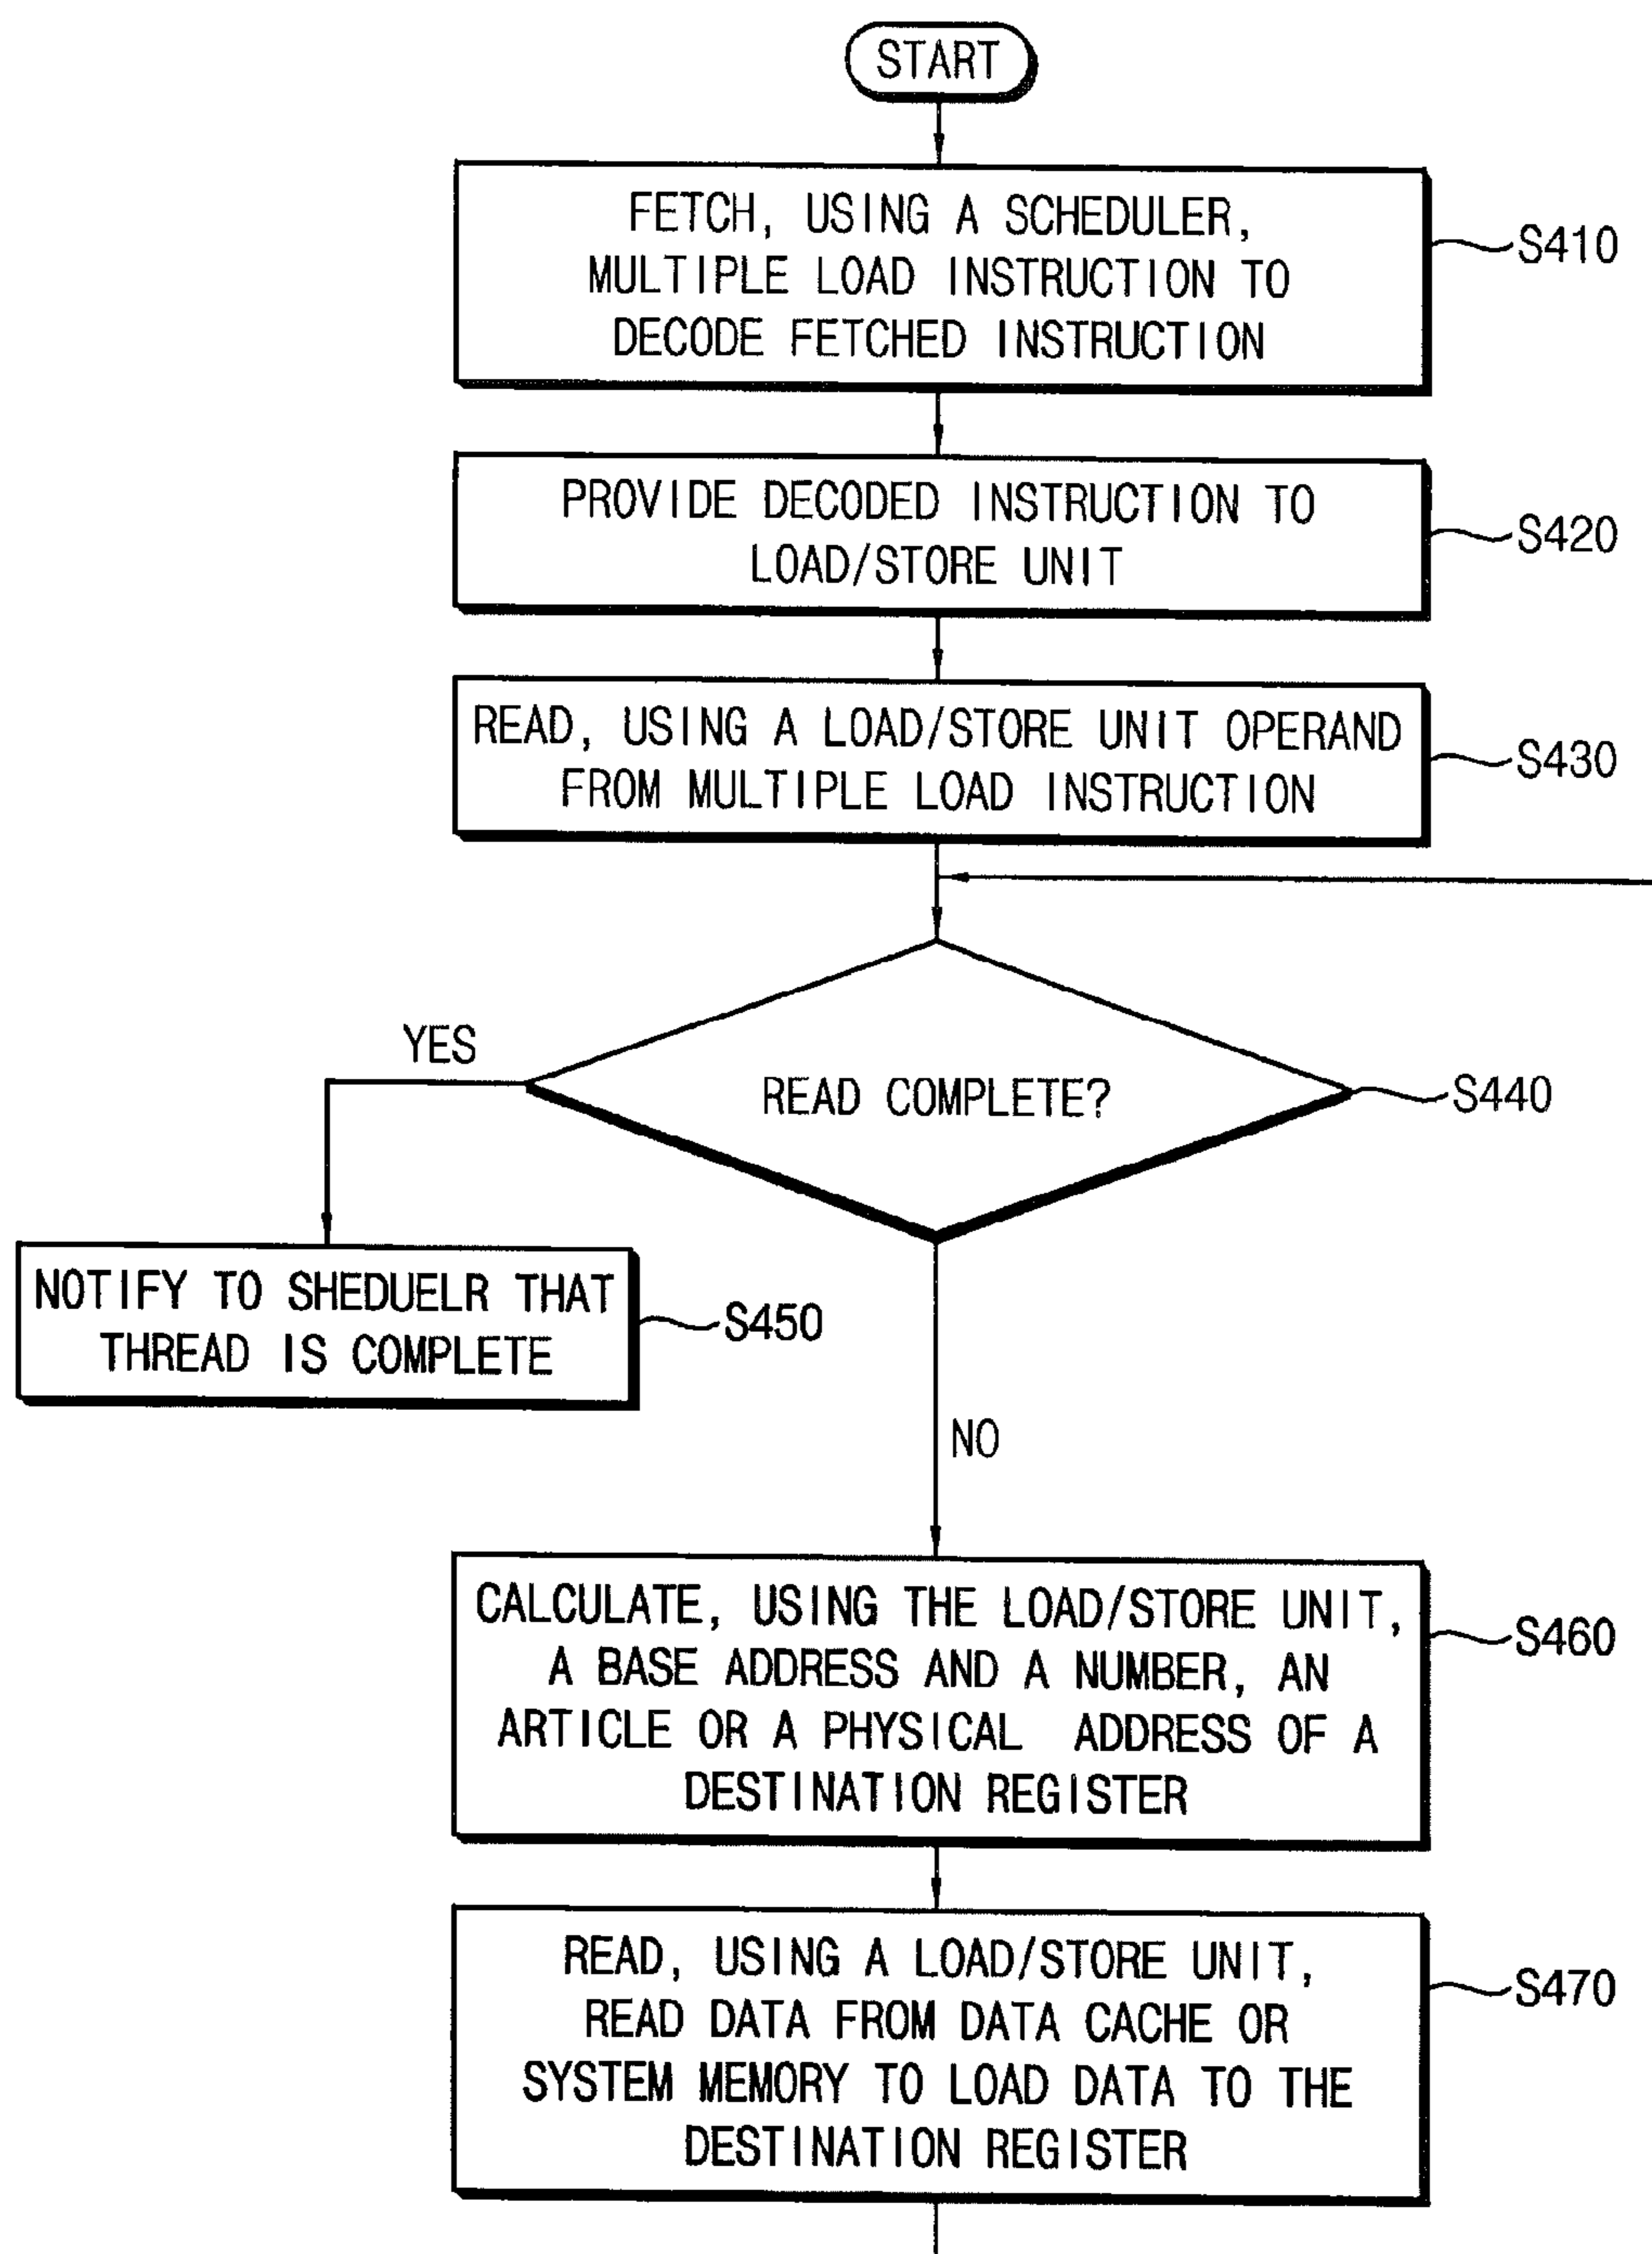 START
FETCH, USING A SCHEDULER,
MULTIPLE LOAD INSTRUCTION TO
DECODE FETCHED INSTRUCTION
S410
PROVIDE DECODED INSTRUCTION TO
LOAD/STORE UNIT
S420
READ, USING A LOAD/STORE UNIT OPERAND
FROM MULTIPLE LOAD INSTRUCTION
S430
YES
READ COMPLETE?
S440
NOTIFY TO SHEDUELR THAT
THREAD IS COMPLETE
S450
NO
CALCULATE, USING THE LOAD/STORE UNIT,
A BASE ADDRESS AND A NUMBER, AN
ARTICLE OR A PHYSICAL ADDRESS OF A
DESTINATION REGISTER
S460
READ, USING A LOAD/STORE UNIT,
READ DATA FROM DATA CACHE OR
SYSTEM MEMORY TO LOAD DATA TO THE
DESTINATION REGISTER
S470